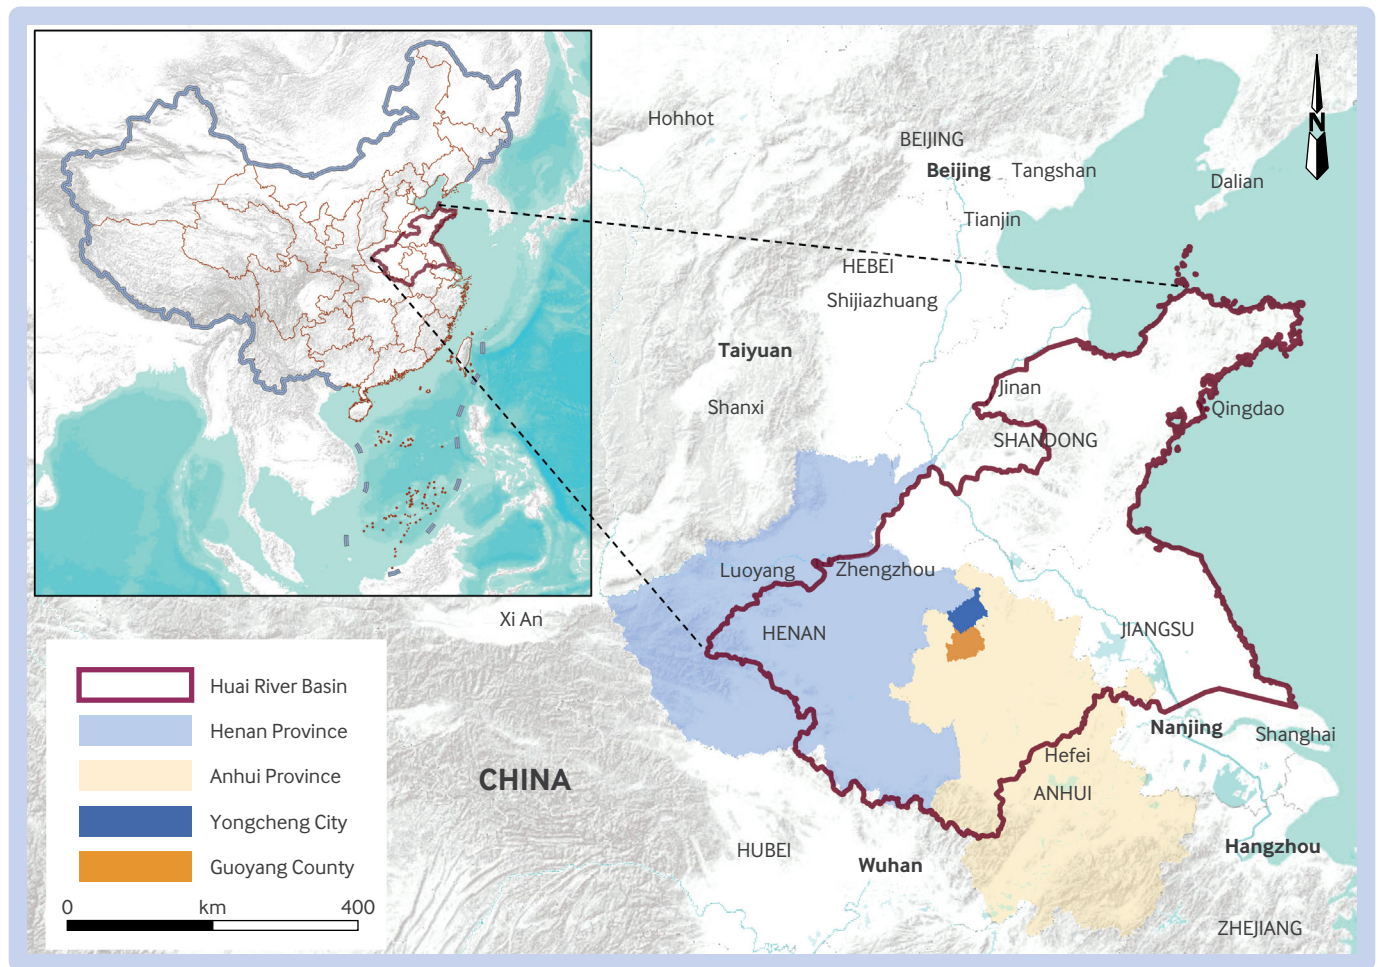 Hohhot
BEIJING
Beijing
Tangshan
Dalian
N
Tianjin
HEBEI
Shijiazhuang
Taiyuan
Shanxi
Jinan
Qingdao
SHANDONG
Luoyang
Zhengzhou
Xi An
HENAN
JIANGSU
Nanjing
Shanghai
Hefei
CHINA
ANHUI
HUBEI
Wuhan
Hangzhou
ZHEJIANG
Huai River Basin
Henan Province
Anhui Province
Yongcheng City
Guoyang County
0 km 400